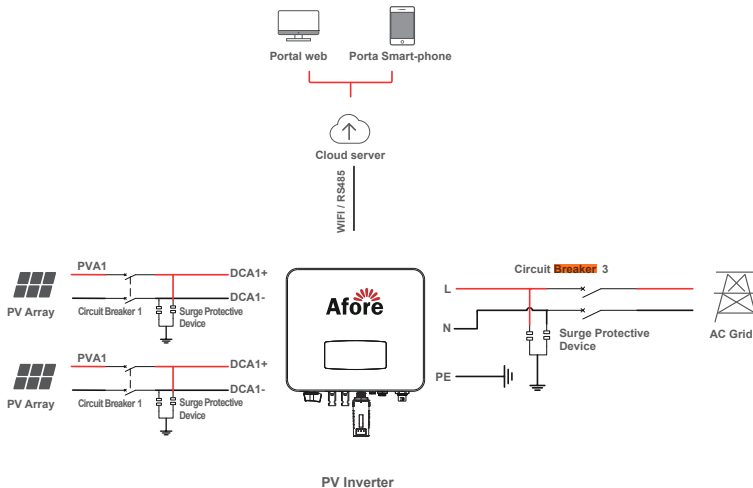 Portal web
Porta Smart-phone
Cloud server
WIFI / RS485
PVA1
DCA1+
DCA1-
PV Array
Circuit Breaker 1
Surge Protective
Device
PVA1
DCA1+
DCA1-
PV Array
Circuit Breaker 1
Surge Protective
Device
Afore
PV Inverter
Circuit Breaker 3
L
N
Surge Protective
Device
AC Grid
PE